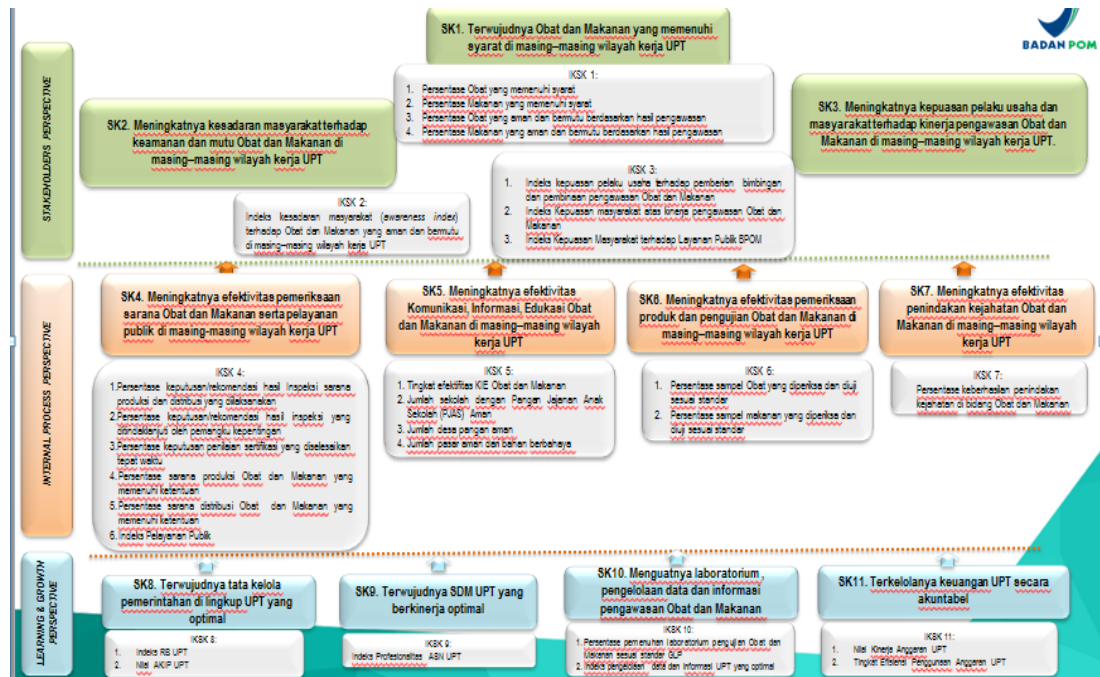 BADAN POM
STAKEHOLDERS PERSPECTIVE
SK1. Terwujudnya Obat dan Makanan yang memenuhi
syarat di masing–masing wilayah kerja UPT
IKSK 1:
1. Persentase Obat yang memenuhi syarat
2. Persentase Makanan yang memenuhi syarat
3. Persentase Obat yang aman dan bermutu berdasarkan hasil pengawasan
4. Persentase Makanan yang aman dan bermutu berdasarkan hasil pengawasan
SK2. Meningkatnya kesadaran masyarakat terhadap
keamanan dan mutu Obat dan Makanan di
masing–masing wilayah kerja UPT
IKSK 2:
Indeks kesadaran masyarakat (awareness index)
terhadap Obat dan Makanan yang aman dan bermutu
di masing–masing wilayah kerja UPT
SK3. Meningkatnya kepuasan pelaku usaha dan
masyarakat terhadap kinerja pengawasan Obat dan
Makanan di masing–masing wilayah kerja UPT.
IKSK 3:
1. Indeks kepuasan pelaku usaha terhadap pemberian bimbingan
dan pembinaan pengawasan Obat dan Makanan
2. Indeks Kepuasan masyarakat atas kinerja pengawasan Obat dan
Makanan
3. Indeks Kepuasan Masyarakat terhadap Layanan Publik BPOM
INTERNAL PROCESS PERSPECTIVE
SK4. Meningkatnya efektivitas pemeriksaan
sarana Obat dan Makanan serta pelayanan
publik di masing-masing wilayah kerja UPT
IKSK 4:
1.Persentase keputusan/rekomendasi hasil Inspeksi sarana
produksi dan distribusi yang dilaksanakan
2.Persentase keputusan/rekomendasi hasil inspeksi yang
ditindaklanjuti oleh pemangku kepentingan
3.Persentase keputusan penilaian sertifikasi yang diselesaikan
tepat waktu
4.Persentase sarana produksi Obat dan Makanan yang
memenuhi ketentuan
5.Persentase sarana distribusi Obat dan Makanan yang
memenuhi ketentuan
6.Indeks Pelayanan Publik
SK5. Meningkatnya efektivitas
Komunikasi, Informasi, Edukasi Obat
dan Makanan di masing–masing wilayah
kerja UPT
IKSK 5:
1. Tingkat efektifitas KIE Obat dan Makanan
2. Jumlah sekolah dengan Pangan Jajanan Anak
Sekolah (PJAS) Aman
3. Jumlah desa pangan aman
4. Jumlah pasar aman dari bahan berbahaya
SK6. Meningkatnya efektivitas pemeriksaan
produk dan pengujian Obat dan Makanan di
masing–masing wilayah kerja UPT
IKSK 6:
1. Persentase sampel Obat yang diperiksa dan diuji
sesuai standar
2. Persentase sampel makanan yang diperiksa dan
diuji sesuai standar
SK7. Meningkatnya efektivitas
penindakan kejahatan Obat dan
Makanan di masing–masing wilayah
kerja UPT
IKSK 7:
Persentase keberhasilan penindakan
kejahatan di bidang Obat dan Makanan
LEARNING & GROWTH
PERSPECTIVE
SK8. Terwujudnya tata kelola
pemerintahan di lingkup UPT yang
optimal
IKSK 8:
1. Indeks RB UPT
2. Nilai AKIP UPT
SK9. Terwujudnya SDM UPT yang
berkinerja optimal
IKSK 9:
Indeks Profesionalitas ASN UPT
SK10. Menguatnya laboratorium ,
pengelolaan data dan informasi
pengawasan Obat dan Makanan
IKSK 10:
1. Persentase pemenuhan laboratorium pengujian Obat dan
Makanan sesuai standar GLP
2. Indeks pengelolaan data dan informasi UPT yang optimal
SK11. Terkelolanya keuangan UPT secara
akuntabel
IKSK 11:
1. Nilai Kinerja Anggaran UPT
2. Tingkat Efisiensi Penggunaan Anggaran UPT